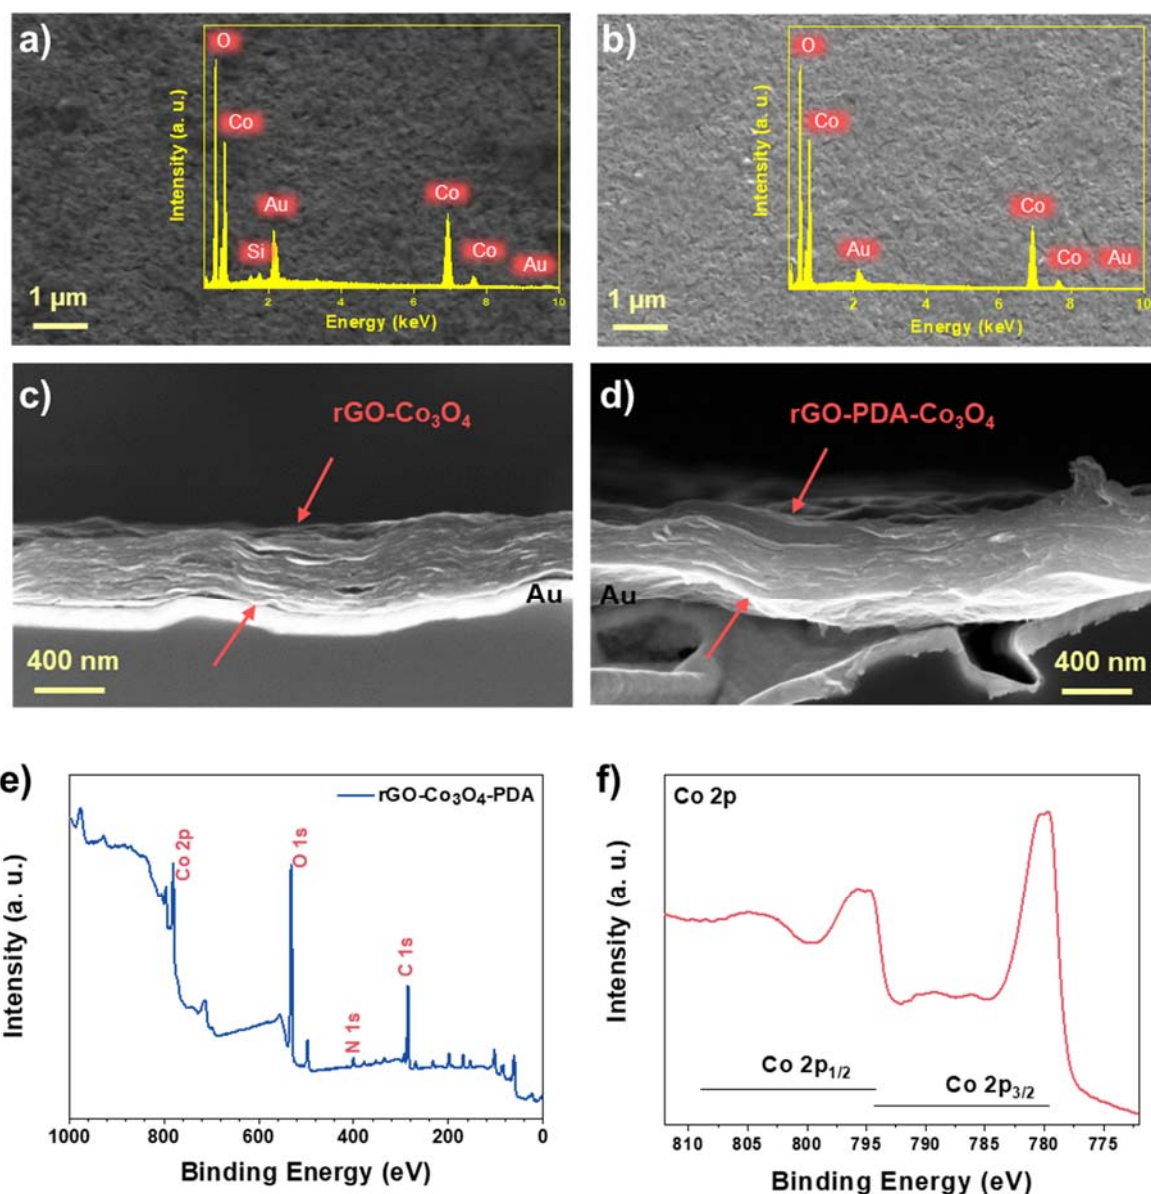 a)
O
Co
Au
Si
Co
Co
Au
Intensity (a. u.)
2
4
6
8
10
Energy (keV)
1 µm
b)
O
Co
Au
Co
Co
Au
Intensity (a. u.)
2
4
6
8
10
Energy (keV)
1 µm
c)
rGO-Co₃O₄
Au
400 nm
d)
rGO-PDA-Co₃O₄
Au
400 nm
e)
rGO-Co₃O₄-PDA
Co 2p
O 1s
N 1s
C 1s
Intensity (a. u.)
1000 800 600 400 200 0
Binding Energy (eV)
f)
Co 2p
Co 2p₁/₂
Co 2p₃/₂
Intensity (a. u.)
810 805 800 795 790 785 780 775
Binding Energy (eV)